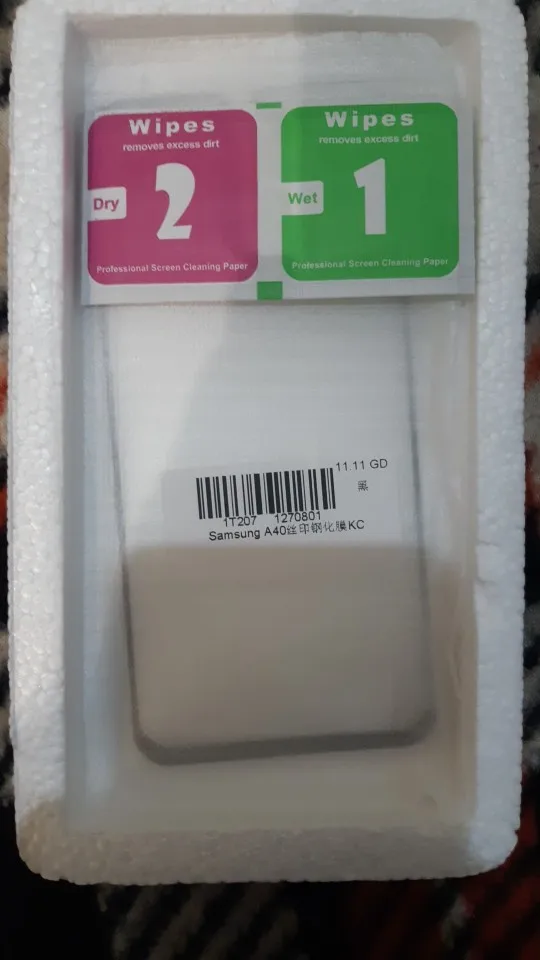 Wipes
removes excess dirt
Dry
2
Professional Screen Cleaning Paper
Wipes
removes excess dirt
Wet
1
Professional Screen Cleaning Paper
11.11 GD
黑
1T207 1270801
Samsung A40丝印钢化膜KC